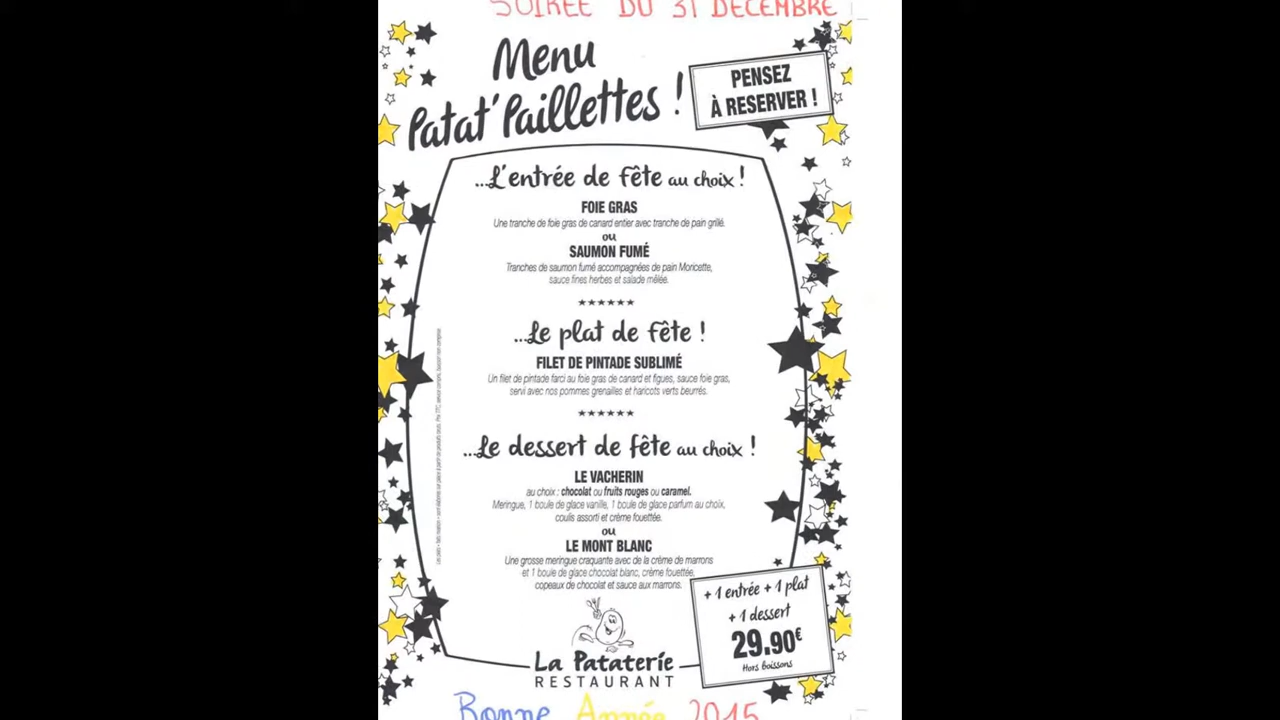 SOIRÉE DU 31 DECEMBRE
Menu
Patat'Paillettes !
PENSEZ
À RESERVER !
...L'entrée de fête au choix !
FOIE GRAS
Une tranche de foie gras de canard entier avec tranche de pain grillé.
ou
SAUMON FUMÉ
Tranches de saumon fumé accompagnées de pain Moricette,
sauce fines herbes et salade mêlée.
...Le plat de fête !
FILET DE PINTADE SUBLIMÉ
Un filet de pintade farci au foie gras de canard et figues, sauce foie gras,
servi avec nos pommes grenailles et haricots verts beurrés.
...Le dessert de fête au choix !
LE VACHERIN
au choix : chocolat ou fruits rouges ou caramel.
Meringue, 1 boule de glace vanille, 1 boule de glace parfum au choix,
coulis assorti et crème fouettée.
ou
LE MONT BLANC
Une grosse meringue craquante avec de la crème de marrons
et 1 boule de glace chocolat blanc, crème fouettée,
copeaux de chocolat et sauce aux marrons.
+ 1 entrée + 1 plat
+ 1 dessert
29.90€
Hors boissons
La Pataterie
RESTAURANT
Bonne Année 2015